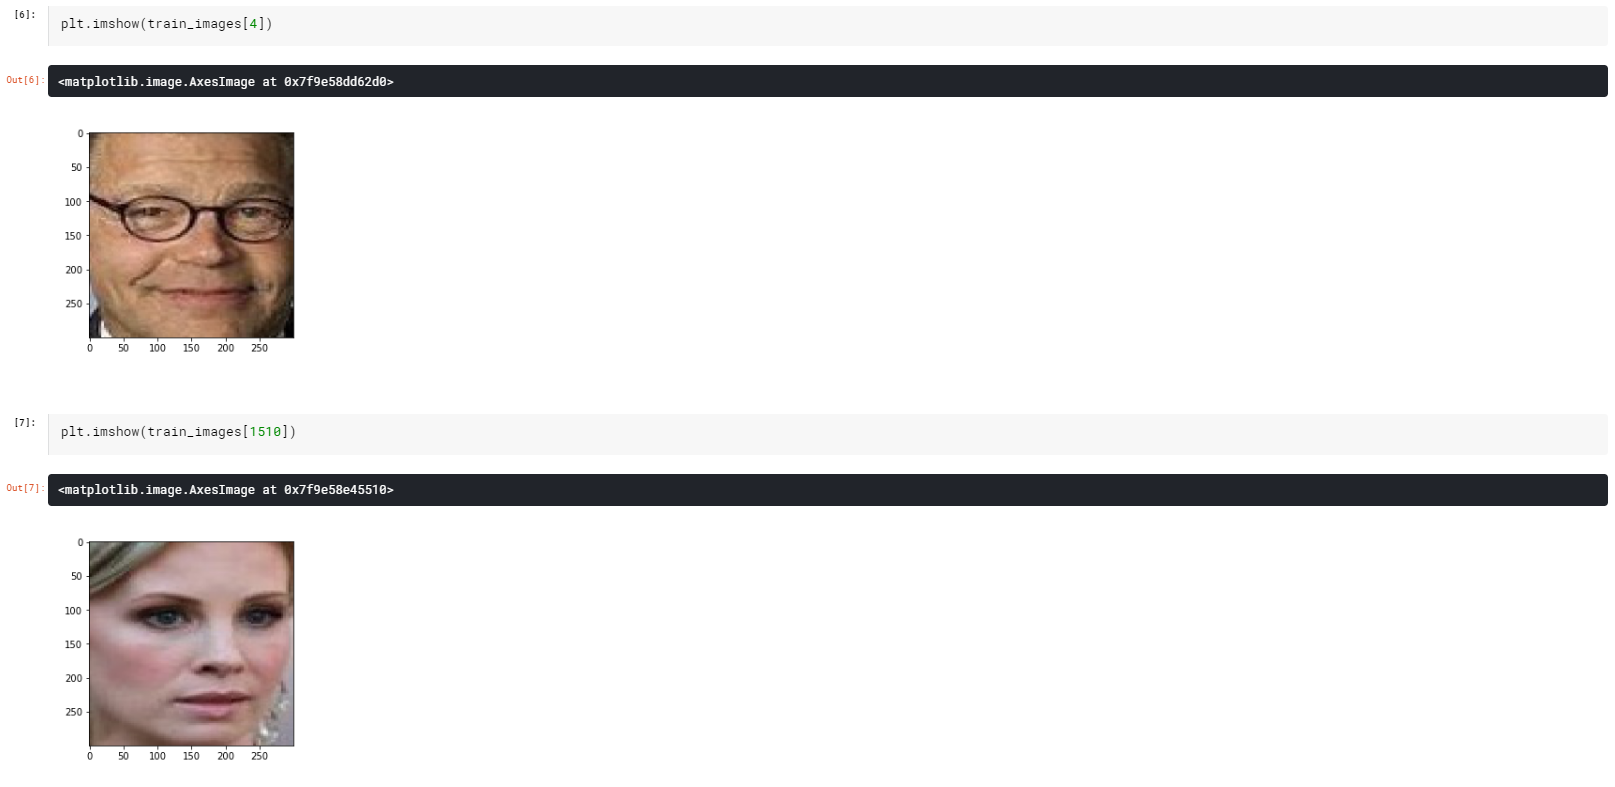 [6]:
plt.imshow(train_images[4])
Out[6]:
<matplotlib.image.AxesImage at 0x7f9e58dd62d0>
0
50
100
150
200
250
0 50 100 150 200 250
[7]:
plt.imshow(train_images[1510])
Out[7]:
<matplotlib.image.AxesImage at 0x7f9e58e45510>
0
50
100
150
200
250
0 50 100 150 200 250